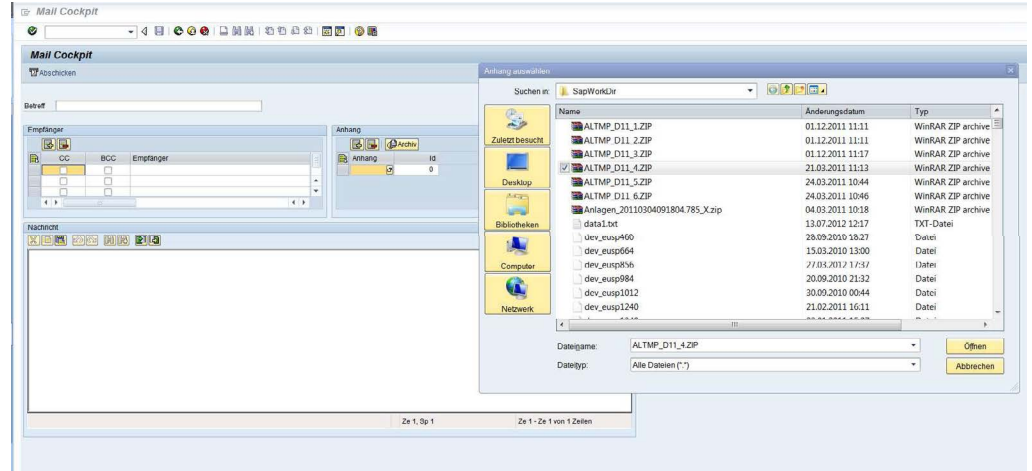 Mail Cockpit
Mail Cockpit
Abschicken
Betreff
Empfänger
CC BCC Empfänger
Anhang
Archiv
Anhang Id
0
Nachricht
Ze 1, Sp 1 Ze 1 - Ze 1 von 1 Zeilen
Anhang auswählen
Suchen in: SapWorkDir
Zuletzt besucht
Desktop
Bibliotheken
Computer
Netzwerk
Name Änderungsdatum Typ
ALTMP_D11_1.ZIP 01.12.2011 11:11 WinRAR ZIP archive
ALTMP_D11_2.ZIP 01.12.2011 11:11 WinRAR ZIP archive
ALTMP_D11_3.ZIP 01.12.2011 11:17 WinRAR ZIP archive
ALTMP_D11_4.ZIP 21.03.2011 11:13 WinRAR ZIP archive
ALTMP_D11_5.ZIP 24.03.2011 10:44 WinRAR ZIP archive
ALTMP_D11_6.ZIP 24.03.2011 10:46 WinRAR ZIP archive
Anlagen_20110304091804.785_X.zip 04.03.2011 10:18 WinRAR ZIP archive
data1.txt 13.07.2012 12:17 TXT-Datei
dev_eusp460 28.09.2010 18:27 Datei
dev_eusp664 15.03.2010 13:00 Datei
dev_eusp856 27.03.2012 17:37 Datei
dev_eusp984 20.09.2010 21:32 Datei
dev_eusp1012 30.09.2010 00:44 Datei
dev_eusp1240 21.02.2011 16:11 Datei
Dateiname: ALTMP_D11_4.ZIP Öffnen
Dateityp: Alle Dateien (*.*) Abbrechen